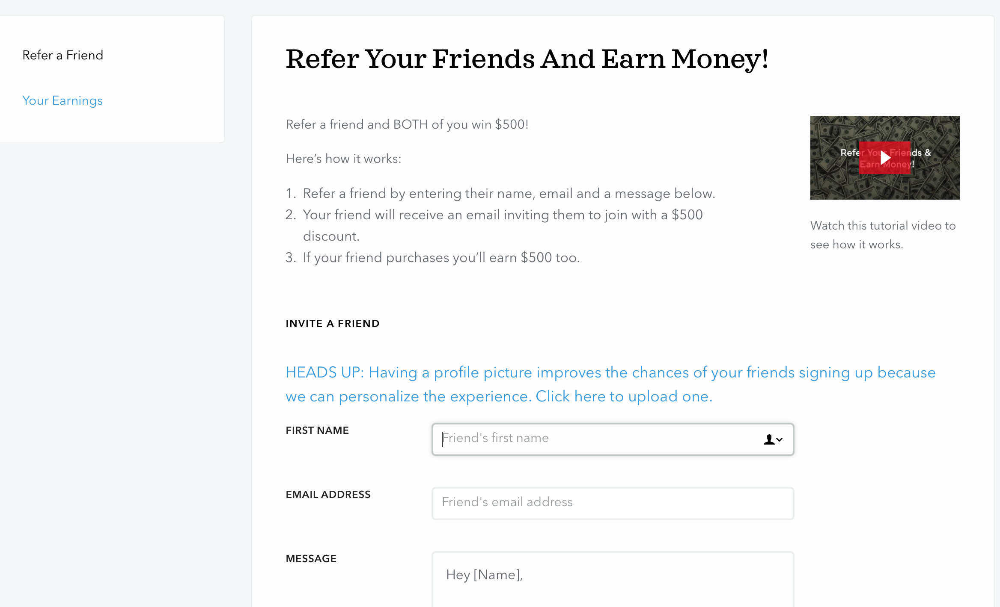 Refer a Friend
Your Earnings
Refer Your Friends And Earn Money!
Refer a friend and BOTH of you win $500!
Here’s how it works:
1. Refer a friend by entering their name, email and a message below.
2. Your friend will receive an email inviting them to join with a $500
discount.
3. If your friend purchases you’ll earn $500 too.
Refer Your Friends &
Earn Money!
Watch this tutorial video to
see how it works.
INVITE A FRIEND
HEADS UP: Having a profile picture improves the chances of your friends signing up because
we can personalize the experience. Click here to upload one.
FIRST NAME
Friend's first name
EMAIL ADDRESS
Friend's email address
MESSAGE
Hey [Name],